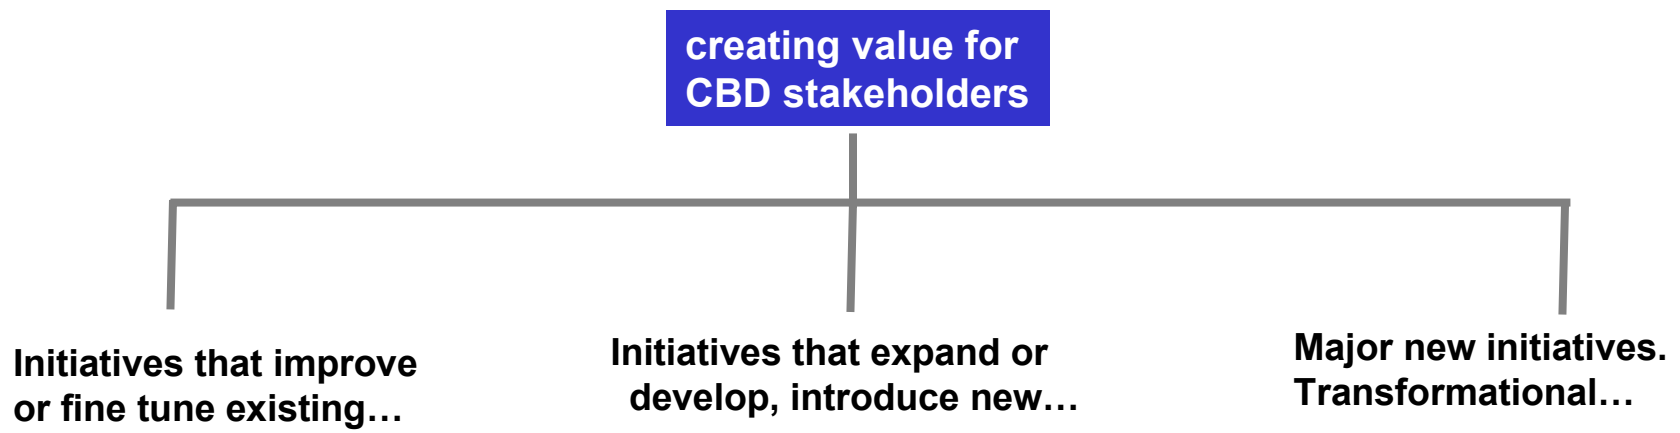 creating value for
CBD stakeholders
Initiatives that improve
or fine tune existing…
Initiatives that expand or
develop, introduce new…
Major new initiatives.
Transformational…